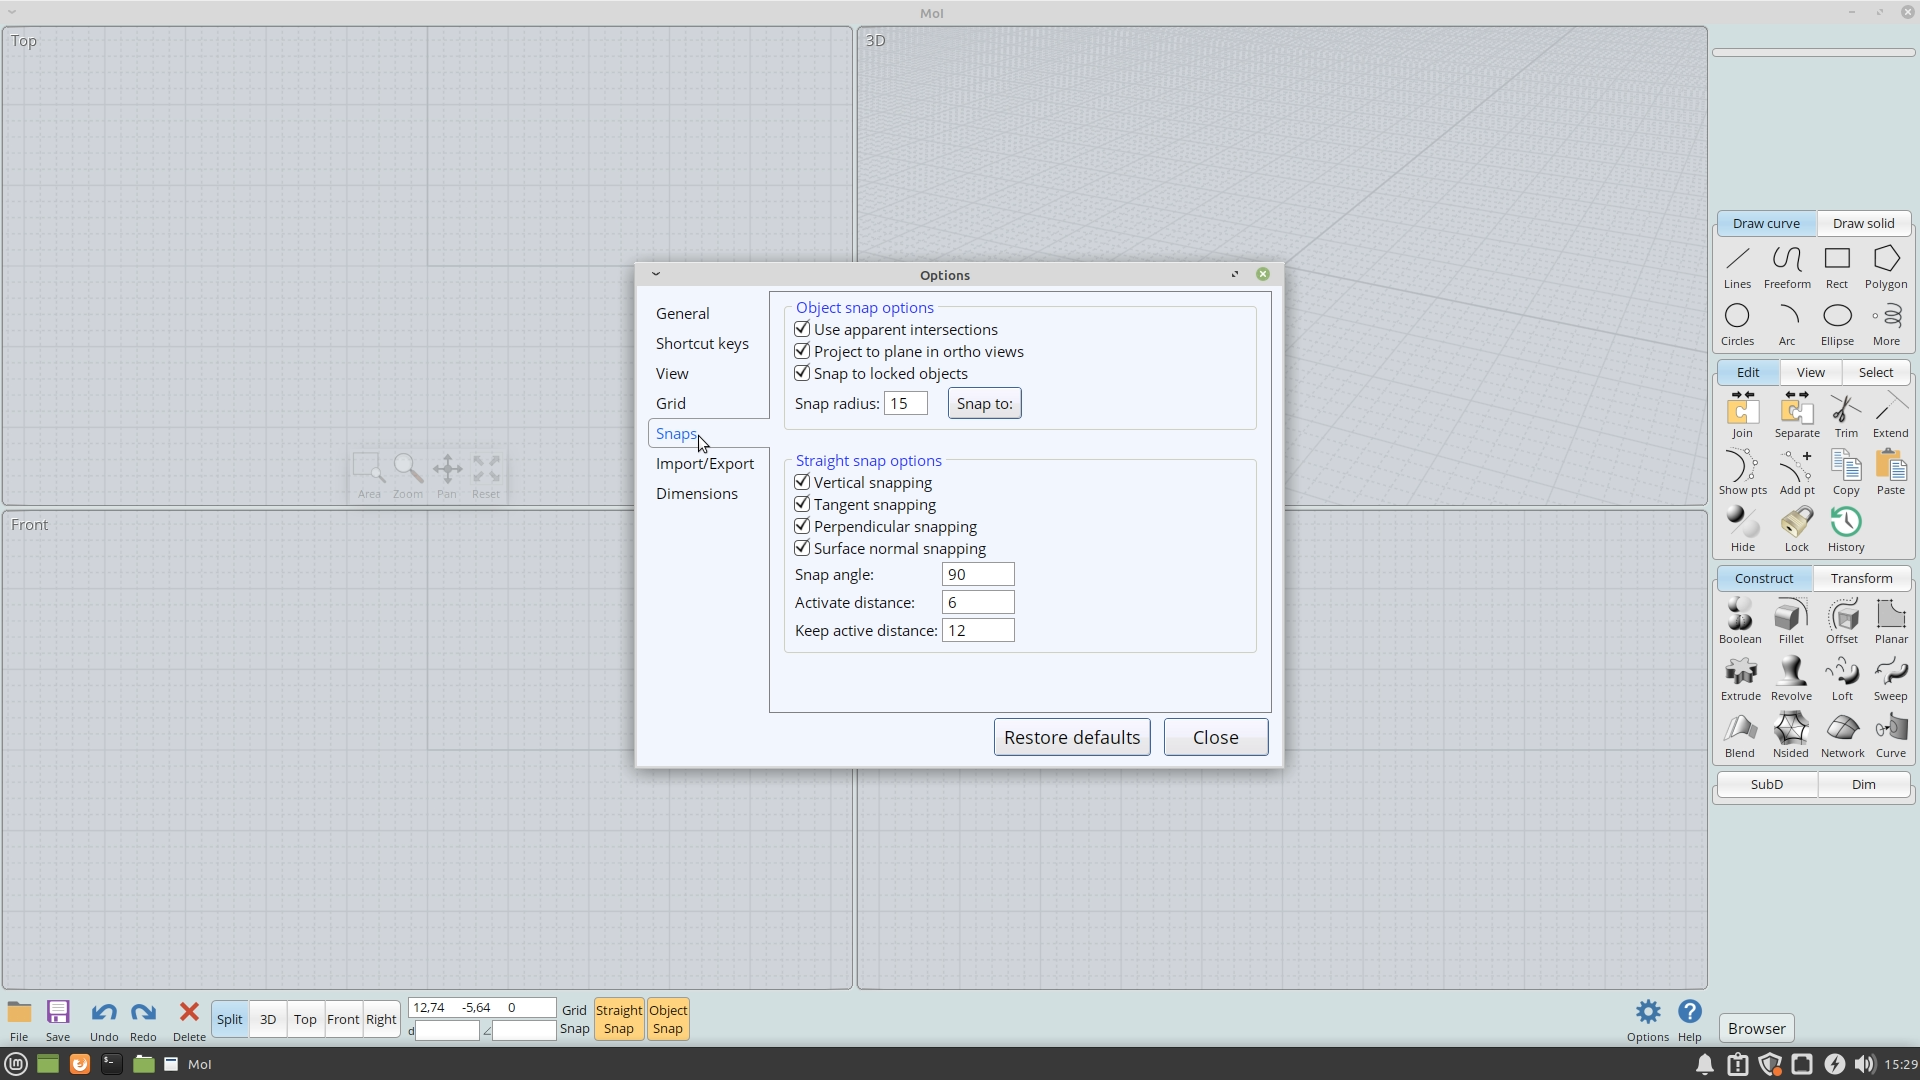 MoI
Top
3D
Front
Area
Zoom
Pan
Reset
Options
General
Shortcut keys
View
Grid
Snaps
Import/Export
Dimensions
Object snap options
Use apparent intersections
Project to plane in ortho views
Snap to locked objects
Snap radius: 15
Snap to:
Straight snap options
Vertical snapping
Tangent snapping
Perpendicular snapping
Surface normal snapping
Snap angle: 90
Activate distance: 6
Keep active distance: 12
Restore defaults
Close
Draw curve
Draw solid
Lines
Freeform
Rect
Polygon
Circles
Arc
Ellipse
More
Edit
View
Select
Join
Separate
Trim
Extend
Show pts
Add pt
Copy
Paste
Hide
Lock
History
Construct
Transform
Boolean
Fillet
Offset
Planar
Extrude
Revolve
Loft
Sweep
Blend
Nsided
Network
Curve
SubD
Dim
File
Save
Undo
Redo
Delete
Split
3D
Top
Front
Right
12,74 -5,64 0
d
Grid
Snap
Straight
Snap
Object
Snap
Options
Help
Browser
MoI
15:29